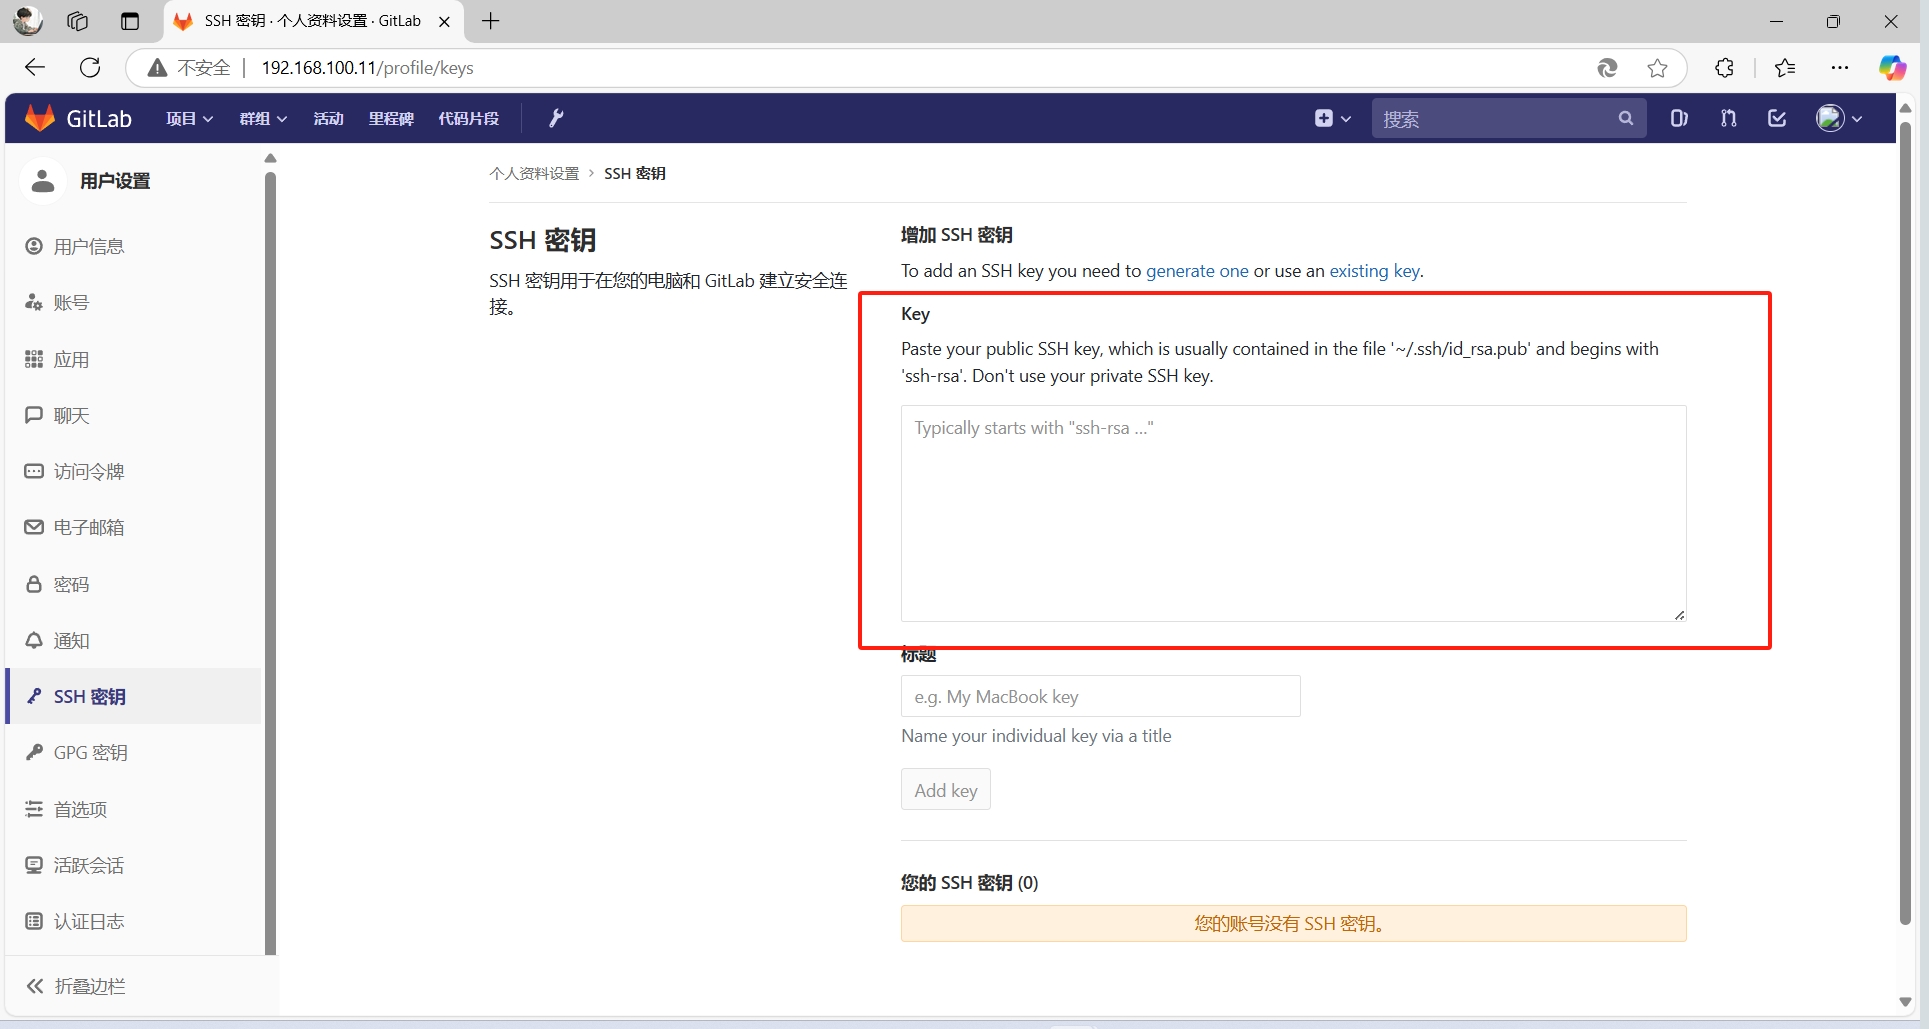 SSH 密钥 · 个人资料设置 · GitLab
不安全
192.168.100.11/profile/keys
GitLab
项目
群组
活动
里程碑
代码片段
搜索
用户设置
用户信息
账号
应用
聊天
访问令牌
电子邮箱
密码
通知
SSH 密钥
GPG 密钥
首选项
活跃会话
认证日志
折叠边栏
个人资料设置 › SSH 密钥
SSH 密钥
SSH 密钥用于在您的电脑和 GitLab 建立安全连
接。
增加 SSH 密钥
To add an SSH key you need to generate one or use an existing key.
Key
Paste your public SSH key, which is usually contained in the file '~/.ssh/id_rsa.pub' and begins with
'ssh-rsa'. Don't use your private SSH key.
Typically starts with "ssh-rsa ..."
标题
e.g. My MacBook key
Name your individual key via a title
Add key
您的 SSH 密钥 (0)
您的账号没有 SSH 密钥。